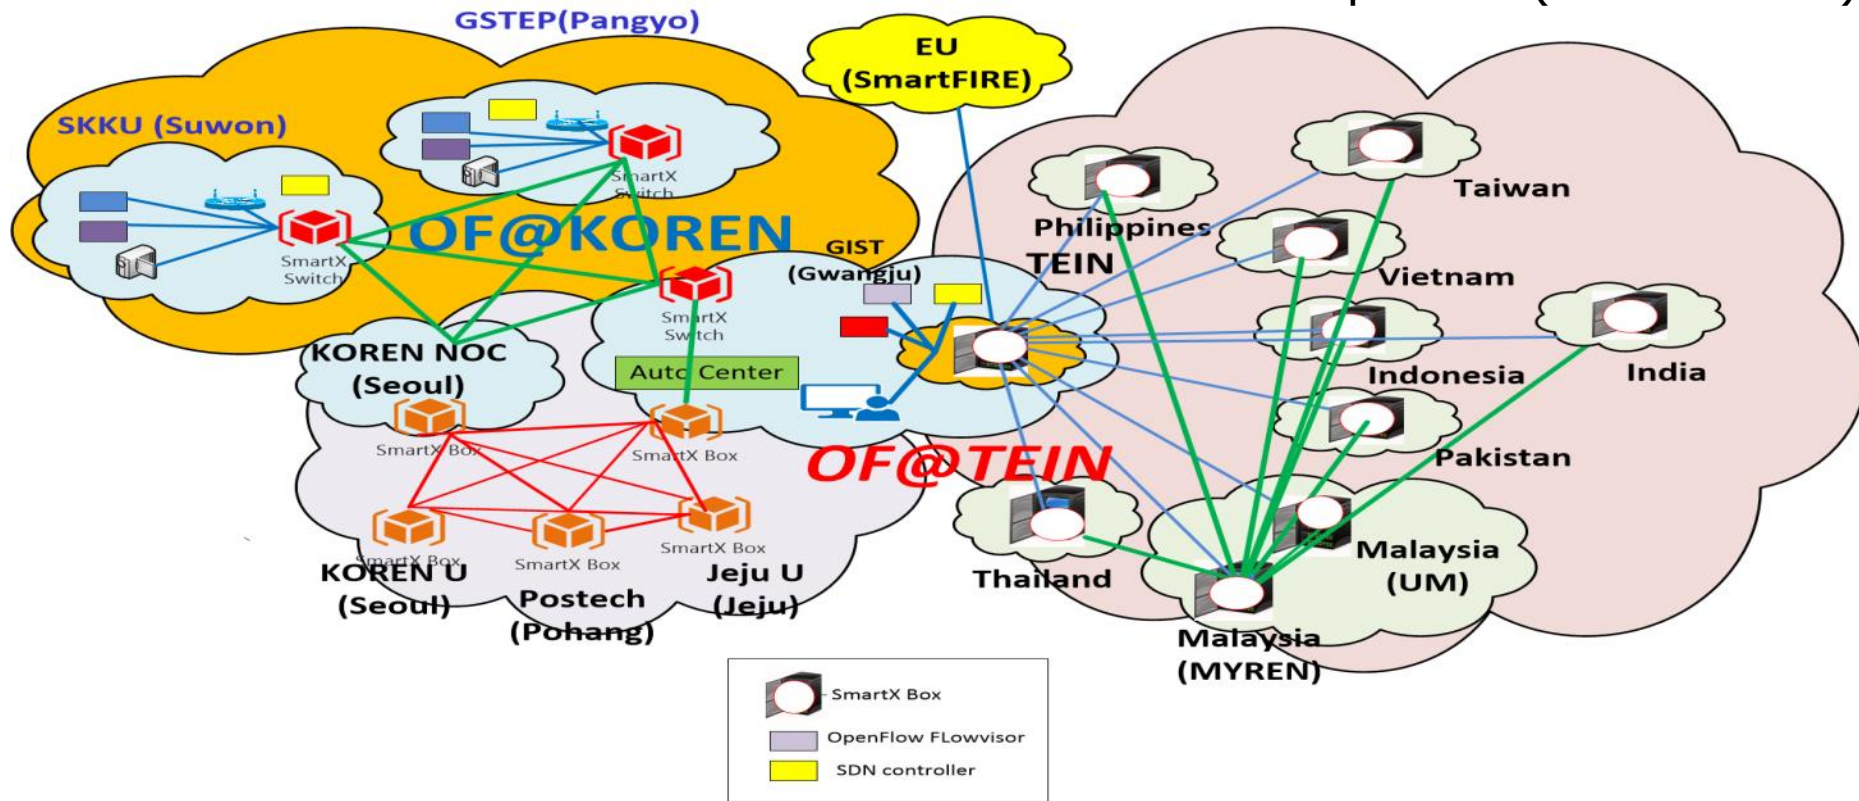 GSTEP(Pangyo)
EU
(SmartFIRE)
SKKU (Suwon)
SmartX
Switch
SmartX
Switch
OF@KOREN
GIST
(Gwangju)
TEIN
Philippines
Taiwan
Vietnam
Indonesia
India
Pakistan
SmartX
Switch
KOREN NOC
(Seoul)
Auto Center
SmartX Box
SmartX Box
OF@TEIN
SmartX Box
SmartX Box
SmartX Box
KOREN U
(Seoul)
Postech
(Pohang)
Jeju U
(Jeju)
Thailand
Malaysia
(UM)
Malaysia
(MYREN)
SmartX Box
OpenFlow FLowvisor
SDN controller